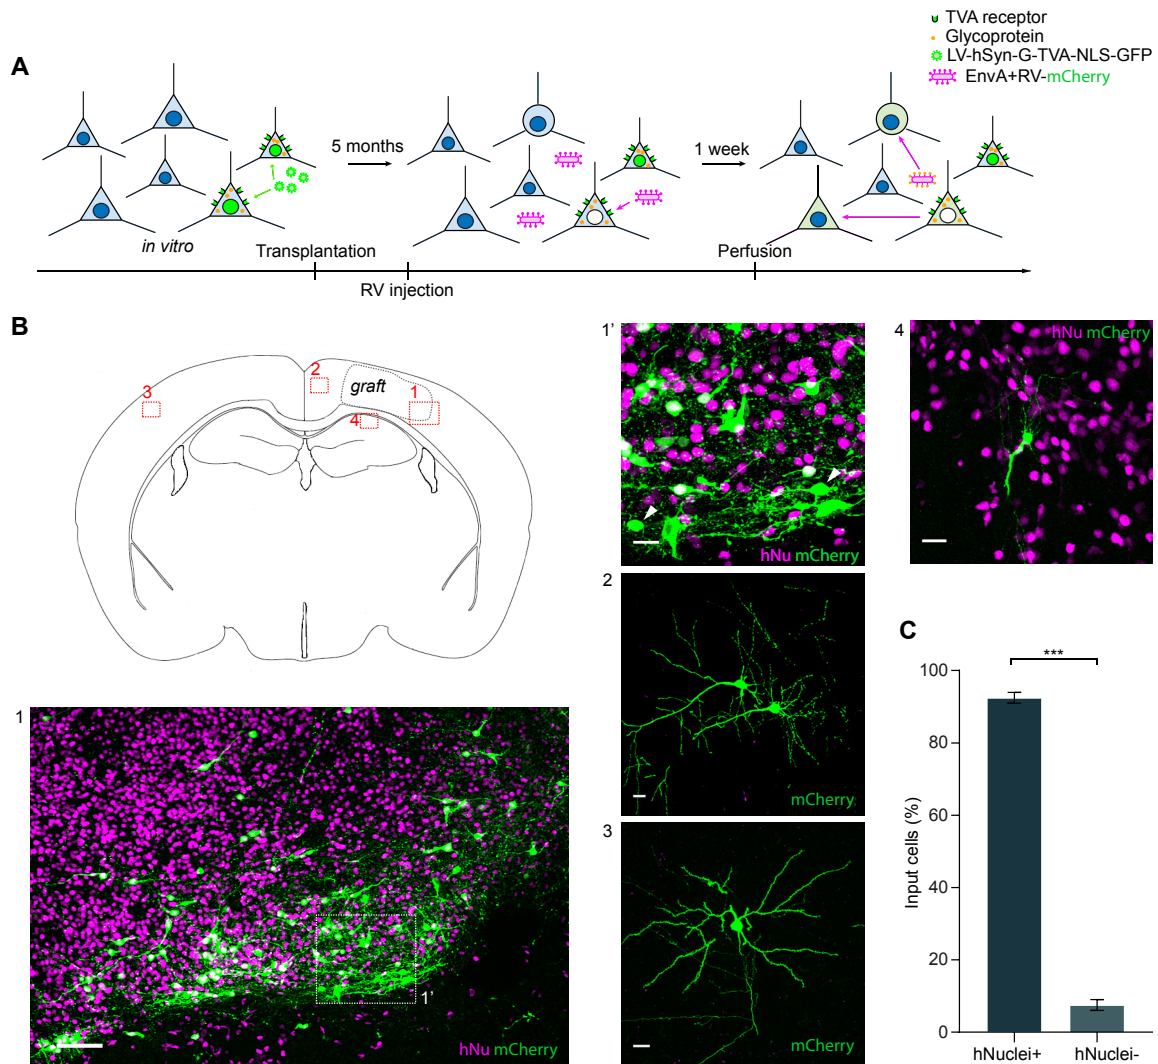 TVA receptor
Glycoprotein
LV-hSyn-G-TVA-NLS-GFP
EnvA+RV-mCherry
A
5 months
1 week
in vitro
Transplantation
Perfusion
RV injection
B
3
2
graft
1
4
1'
hNu mCherry
4
hNu mCherry
2
mCherry
1
1'
hNu mCherry
3
mCherry
C
***
Input cells (%)
100
80
60
40
20
0
hNuclei+
hNuclei-